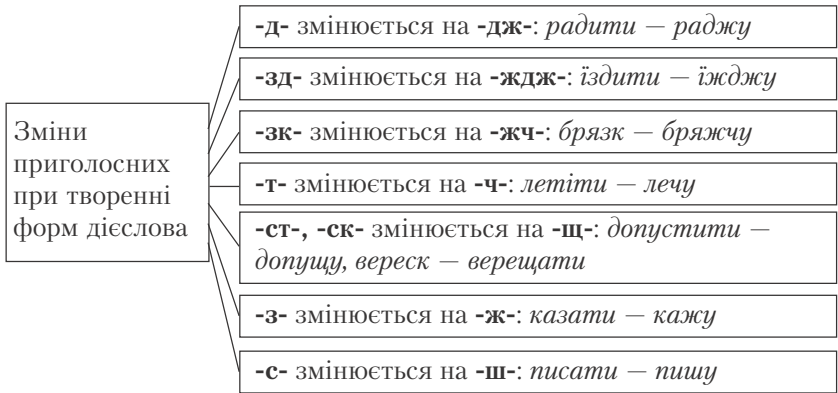 Зміни
приголосних
при творенні
форм дієслова
-д- змінюється на -дж-: радити — раджу
-зд- змінюється на -ждж-: їздити — їжджу
-зк- змінюється на -жч-: брязк — бряжчу
-т- змінюється на -ч-: летіти — лечу
-ст-, -ск- змінюється на -щ-: допустити —
допущу, вереск — верещати
-з- змінюється на -ж-: казати — кажу
-с- змінюється на -ш-: писати — пишу